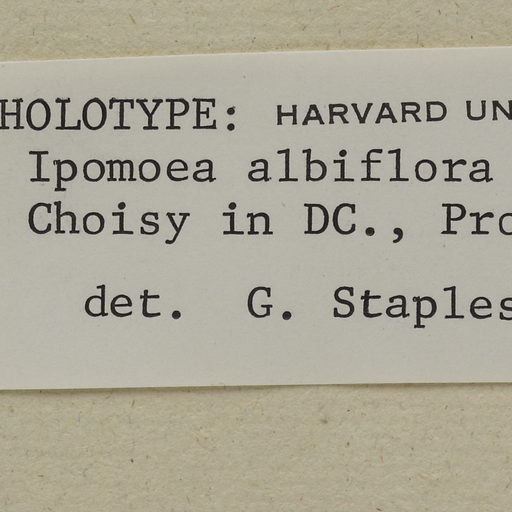 HOLOTYPE: HARVARD UN
Ipomoea albiflora
Choisy in DC., Pro
det. G. Staples